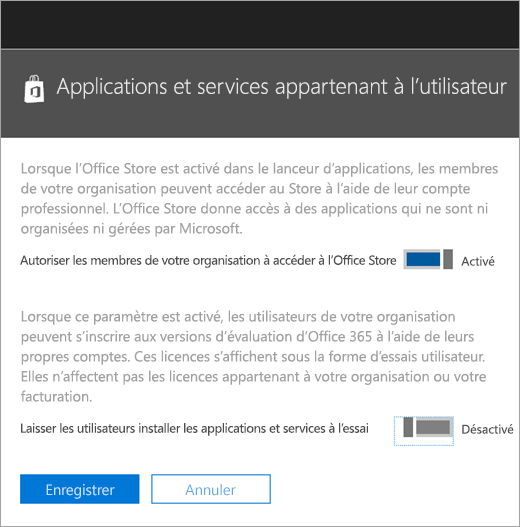 Applications et services appartenant à l'utilisateur
Lorsque l'Office Store est activé dans le lanceur d'applications, les membres
de votre organisation peuvent accéder au Store à l'aide de leur compte
professionnel. L'Office Store donne accès à des applications qui ne sont ni
organisées ni gérées par Microsoft.
Autoriser les membres de votre organisation à accéder à l'Office Store Activé
Lorsque ce paramètre est activé, les utilisateurs de votre organisation
peuvent s'inscrire aux versions d'évaluation d'Office 365 à l'aide de leurs
propres comptes. Ces licences s'affichent sous la forme d'essais utilisateur.
Elles n'affectent pas les licences appartenant à votre organisation ou votre
facturation.
Laisser les utilisateurs installer les applications et services à l'essai Désactivé
Enregistrer Annuler